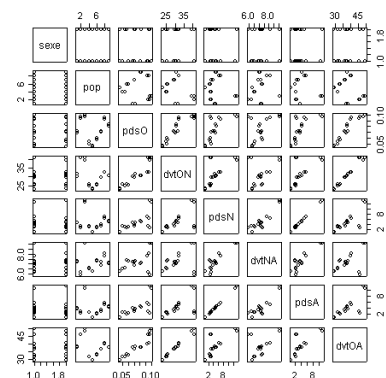 2 6 25 35 6.0 8.0 30 45
sexe 1.0 1.8
2 6 pop
pdsO 0.05 0.10
25 35 dvtON
pdsN 2 6
6.0 8.0 dvtNA
pdsA 2 8
30 45 dvtOA
1.0 1.8 0.05 0.10 2 6 2 8